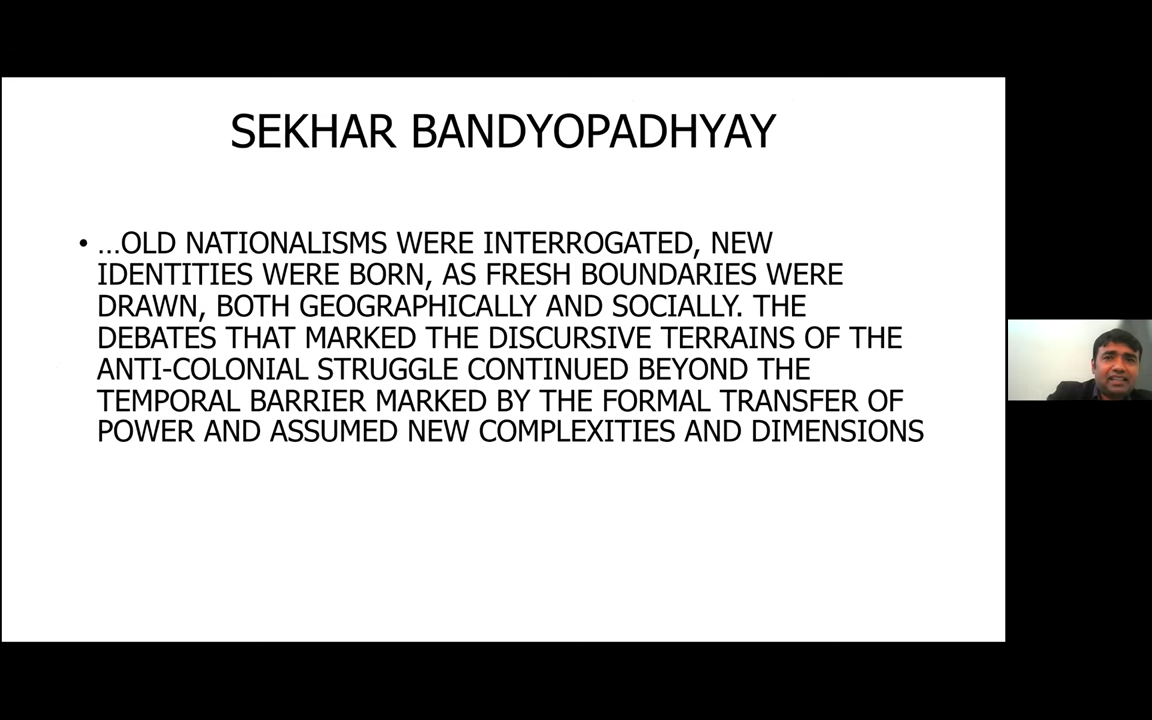 SEKHAR BANDYOPADHYAY
• ...OLD NATIONALISMS WERE INTERROGATED, NEW
IDENTITIES WERE BORN, AS FRESH BOUNDARIES WERE
DRAWN, BOTH GEOGRAPHICALLY AND SOCIALLY. THE
DEBATES THAT MARKED THE DISCURSIVE TERRAINS OF THE
ANTI-COLONIAL STRUGGLE CONTINUED BEYOND THE
TEMPORAL BARRIER MARKED BY THE FORMAL TRANSFER OF
POWER AND ASSUMED NEW COMPLEXITIES AND DIMENSIONS